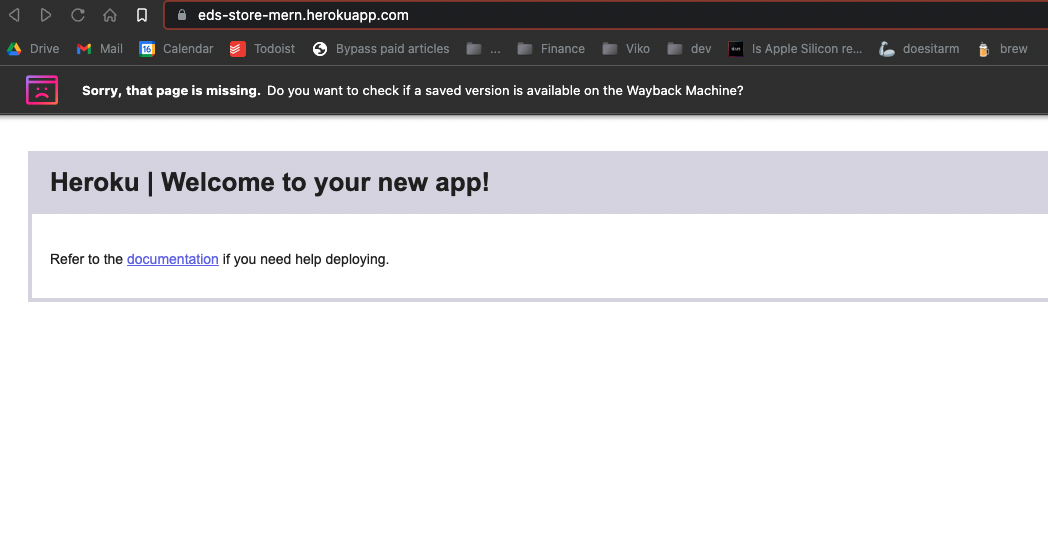 eds-store-mern.herokuapp.com
Drive Mail 16 Calendar Todoist Bypass paid articles ... Finance Viko dev Is Apple Silicon re... doesitarm brew
Sorry, that page is missing. Do you want to check if a saved version is available on the Wayback Machine?
Heroku | Welcome to your new app!
Refer to the documentation if you need help deploying.